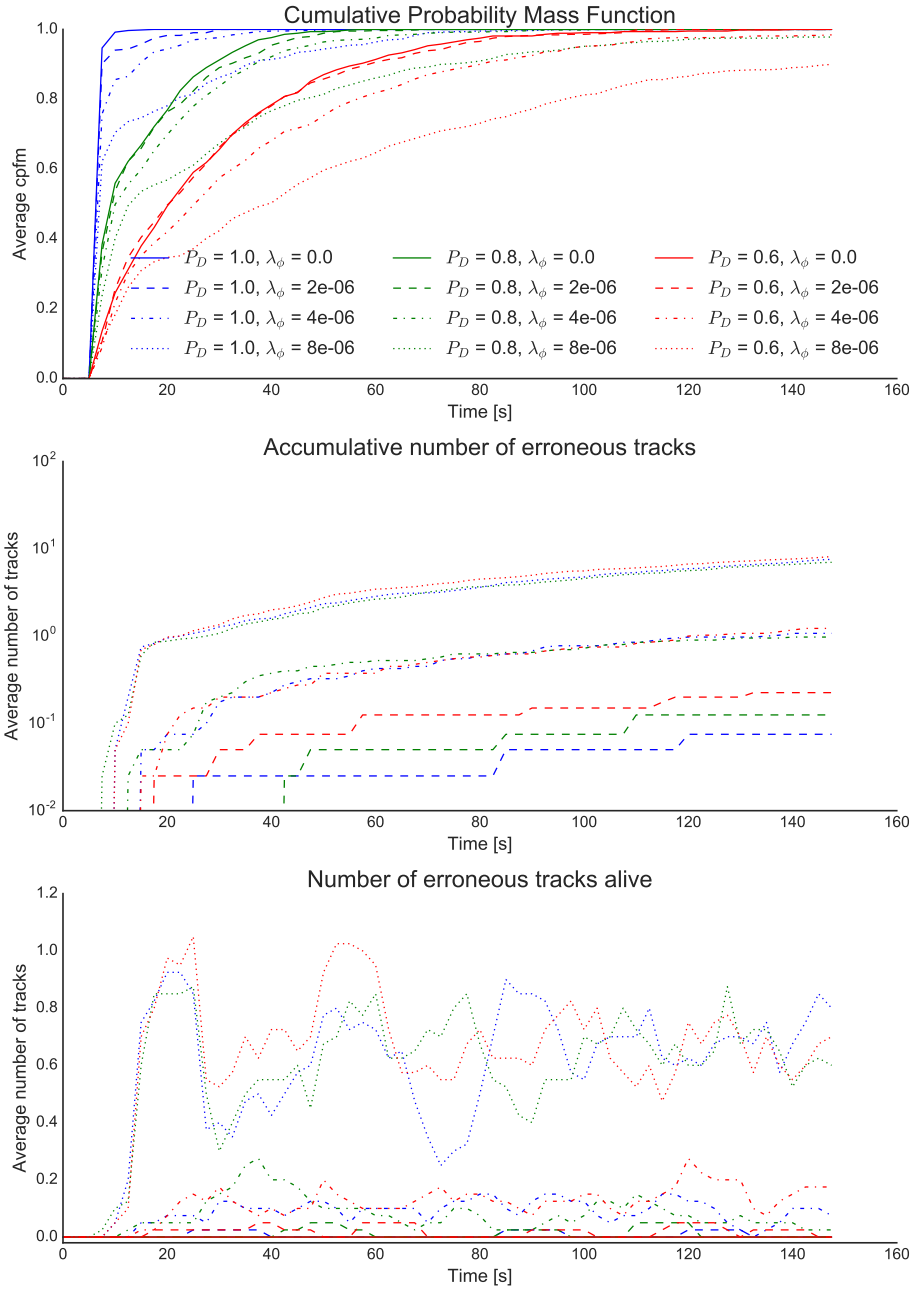 Cumulative Probability Mass Function
1.0
0.8
0.6
0.4
0.2
0.0
Average cpfm
P_D = 1.0, λ_ϕ = 0.0
P_D = 1.0, λ_ϕ = 2e-06
P_D = 1.0, λ_ϕ = 4e-06
P_D = 1.0, λ_ϕ = 8e-06
P_D = 0.8, λ_ϕ = 0.0
P_D = 0.8, λ_ϕ = 2e-06
P_D = 0.8, λ_ϕ = 4e-06
P_D = 0.8, λ_ϕ = 8e-06
P_D = 0.6, λ_ϕ = 0.0
P_D = 0.6, λ_ϕ = 2e-06
P_D = 0.6, λ_ϕ = 4e-06
P_D = 0.6, λ_ϕ = 8e-06
0 20 40 60 80 100 120 140 160
Time [s]
Accumulative number of erroneous tracks
10^2
10^1
10^0
10^-1
10^-2
Average number of tracks
0 20 40 60 80 100 120 140 160
Time [s]
Number of erroneous tracks alive
1.2
1.0
0.8
0.6
0.4
0.2
0.0
Average number of tracks
0 20 40 60 80 100 120 140 160
Time [s]